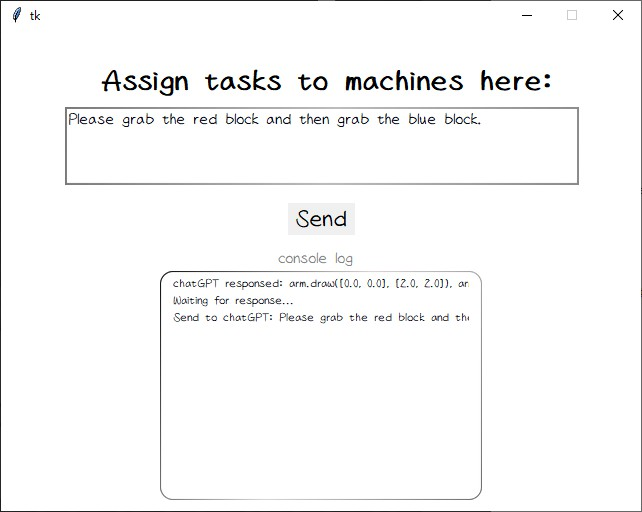 tk
Assign tasks to machines here:
Please grab the red block and then grab the blue block.
Send
console log
chatGPT responsed: arm.draw([0.0, 0.0], [2.0, 2.0]),
Waiting for response...
Send to chatGPT: Please grab the red block and